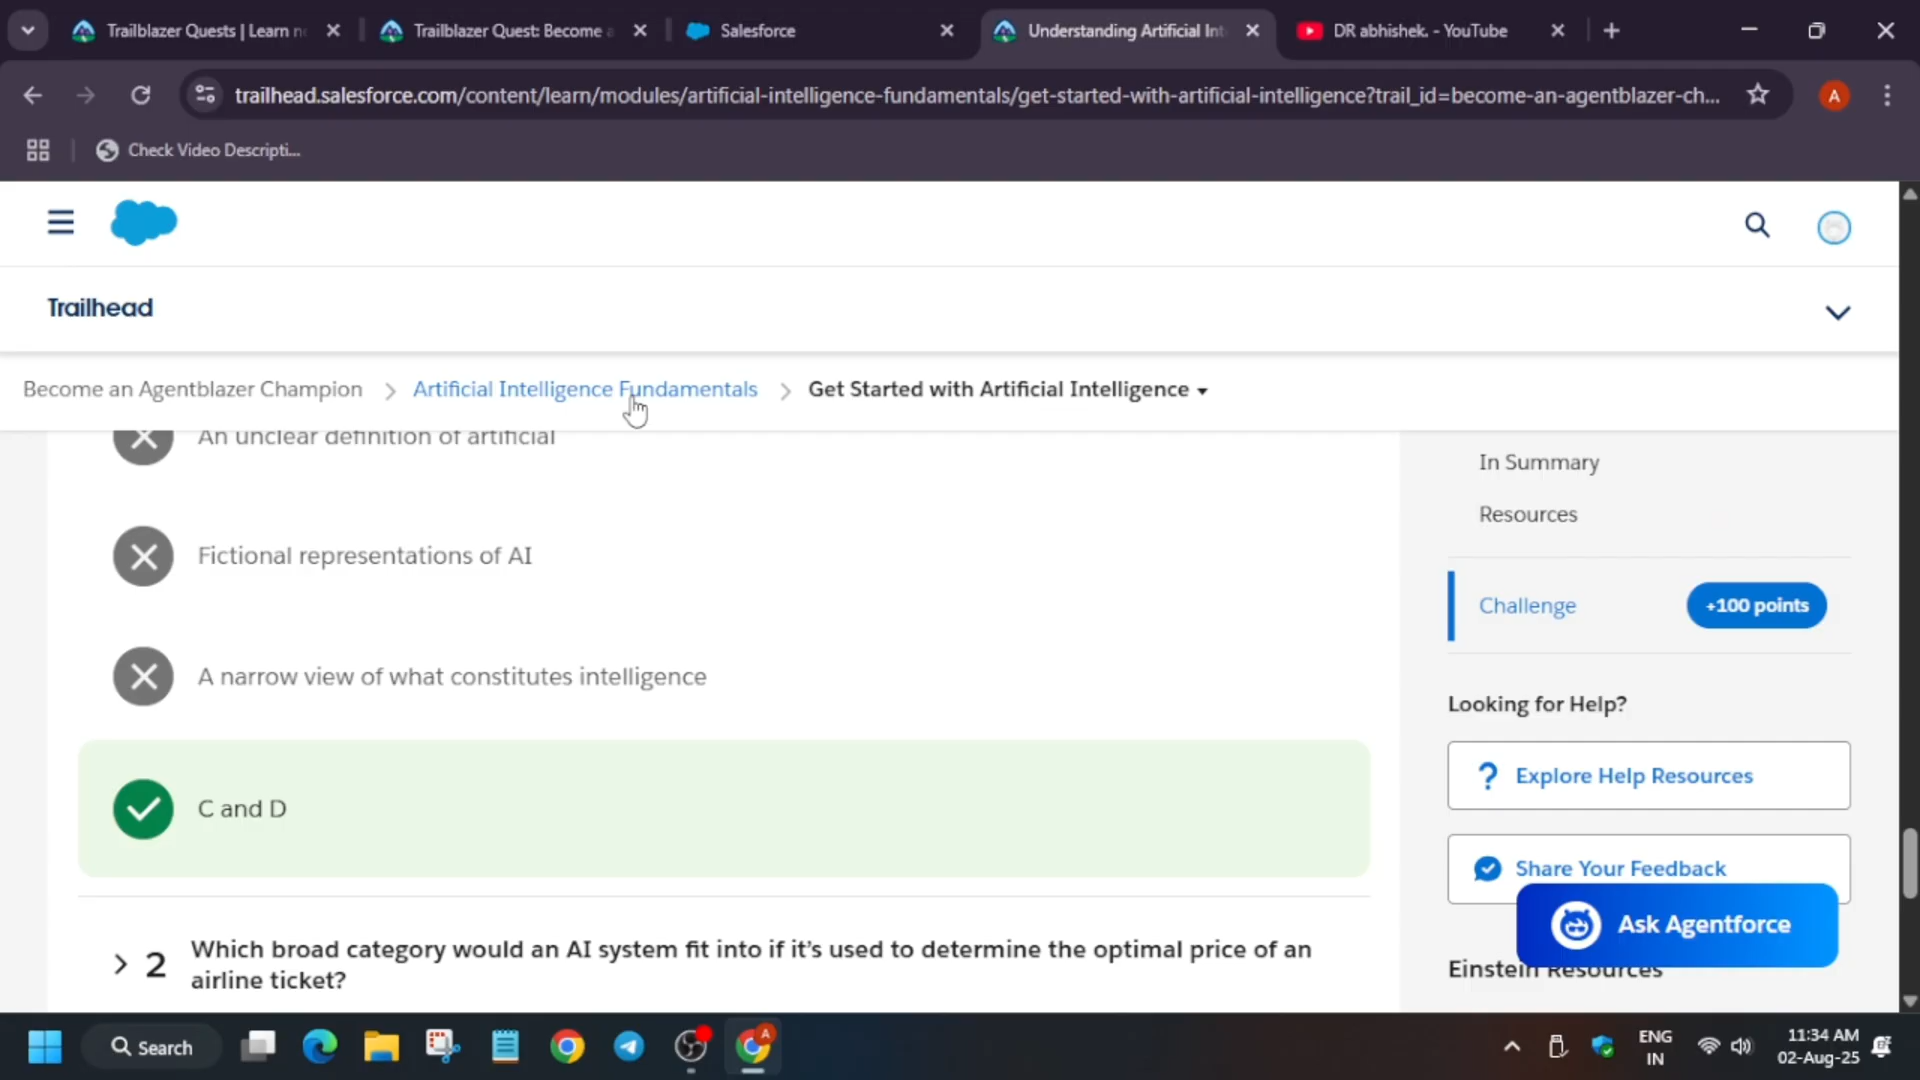 Trailblazer Quests | Learn n
Trailblazer Quest: Become a
Salesforce
Understanding Artificial Int
DR abhishek. - YouTube
trailhead.salesforce.com/content/learn/modules/artificial-intelligence-fundamentals/get-started-with-artificial-intelligence?trail_id=become-an-agentblazer-ch...
A
Check Video Descripti...
Trailhead
Become an Agentblazer Champion
Artificial Intelligence Fundamentals
Get Started with Artificial Intelligence
An unclear definition of artificial
Fictional representations of AI
A narrow view of what constitutes intelligence
C and D
2 Which broad category would an AI system fit into if it’s used to determine the optimal price of an
airline ticket?
In Summary
Resources
Challenge
+100 points
Looking for Help?
? Explore Help Resources
Share Your Feedback
Ask Agentforce
Einstein Resources
Search
A
ENG
IN
11:34 AM
02-Aug-25